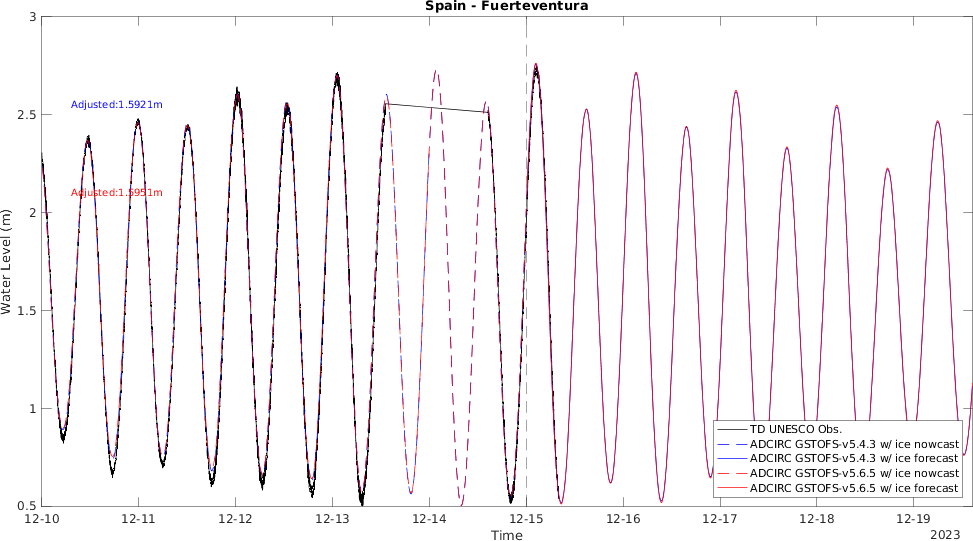 Spain - Fuerteventura
3
2.5
2
1.5
1
0.5
Water Level (m)
Adjusted:1.5921m
Adjusted:1.5951m
TD UNESCO Obs.
ADCIRC GSTOFS-v5.4.3 w/ ice nowcast
ADCIRC GSTOFS-v5.4.3 w/ ice forecast
ADCIRC GSTOFS-v5.6.5 w/ ice nowcast
ADCIRC GSTOFS-v5.6.5 w/ ice forecast
12-10 12-11 12-12 12-13 12-14 12-15 12-16 12-17 12-18 12-19
Time
2023